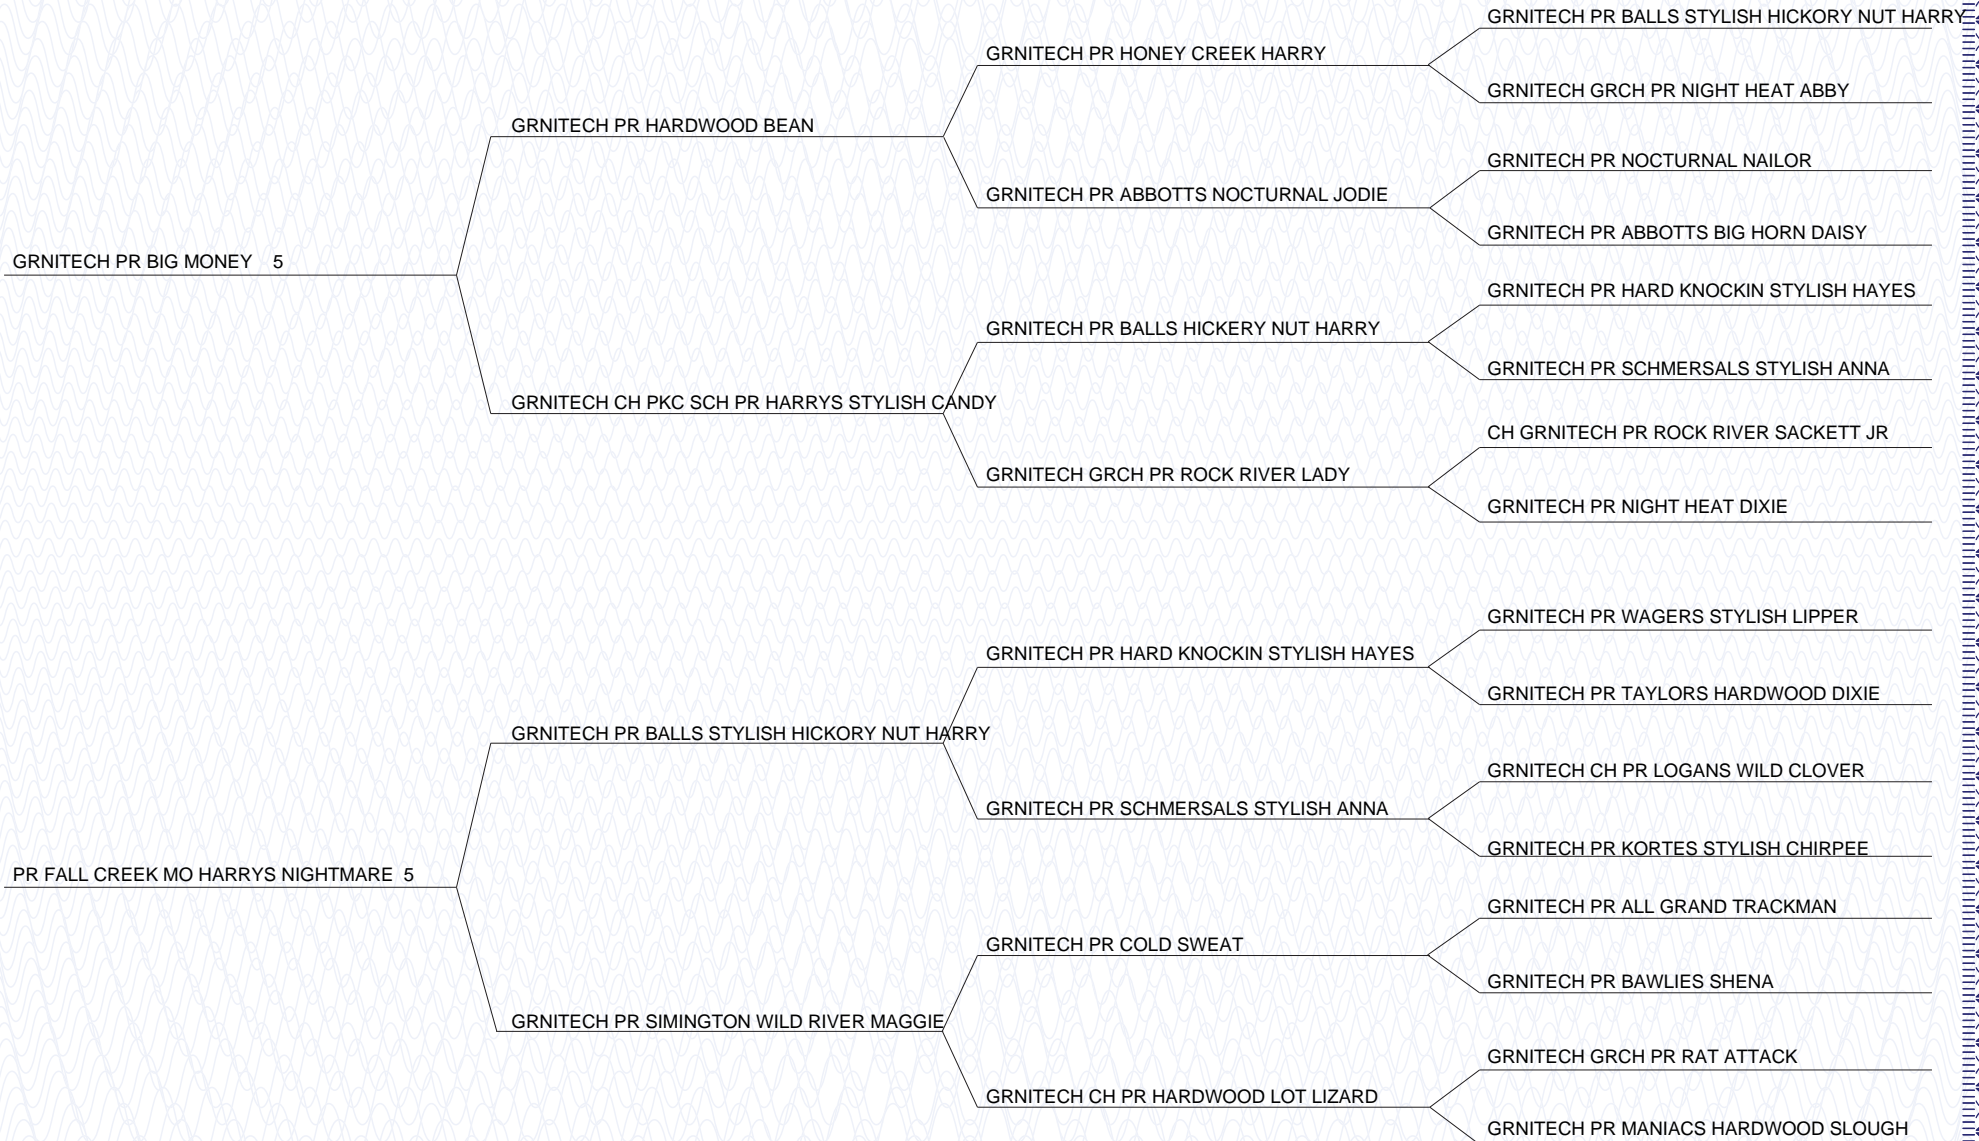 GRNITECH PR BALLS STYLISH HICKORY NUT HARRY
GRNITECH PR HONEY CREEK HARRY
GRNITECH GRCH PR NIGHT HEAT ABBY
GRNITECH PR HARDWOOD BEAN
GRNITECH PR NOCTURNAL NAILOR
GRNITECH PR ABBOTTS NOCTURNAL JODIE
GRNITECH PR ABBOTTS BIG HORN DAISY
GRNITECH PR BIG MONEY 5
GRNITECH PR HARD KNOCKIN STYLISH HAYES
GRNITECH PR BALLS HICKERY NUT HARRY
GRNITECH PR SCHMERSALS STYLISH ANNA
GRNITECH CH PKC SCH PR HARRYS STYLISH CANDY
CH GRNITECH PR ROCK RIVER SACKETT JR
GRNITECH GRCH PR ROCK RIVER LADY
GRNITECH PR NIGHT HEAT DIXIE
GRNITECH PR WAGERS STYLISH LIPPER
GRNITECH PR HARD KNOCKIN STYLISH HAYES
GRNITECH PR TAYLORS HARDWOOD DIXIE
GRNITECH PR BALLS STYLISH HICKORY NUT HARRY
GRNITECH CH PR LOGANS WILD CLOVER
GRNITECH PR SCHMERSALS STYLISH ANNA
GRNITECH PR KORTES STYLISH CHIRPEE
PR FALL CREEK MO HARRYS NIGHTMARE 5
GRNITECH PR ALL GRAND TRACKMAN
GRNITECH PR COLD SWEAT
GRNITECH PR BAWLIES SHENA
GRNITECH PR SIMINGTON WILD RIVER MAGGIE
GRNITECH GRCH PR RAT ATTACK
GRNITECH CH PR HARDWOOD LOT LIZARD
GRNITECH PR MANIACS HARDWOOD SLOUGH